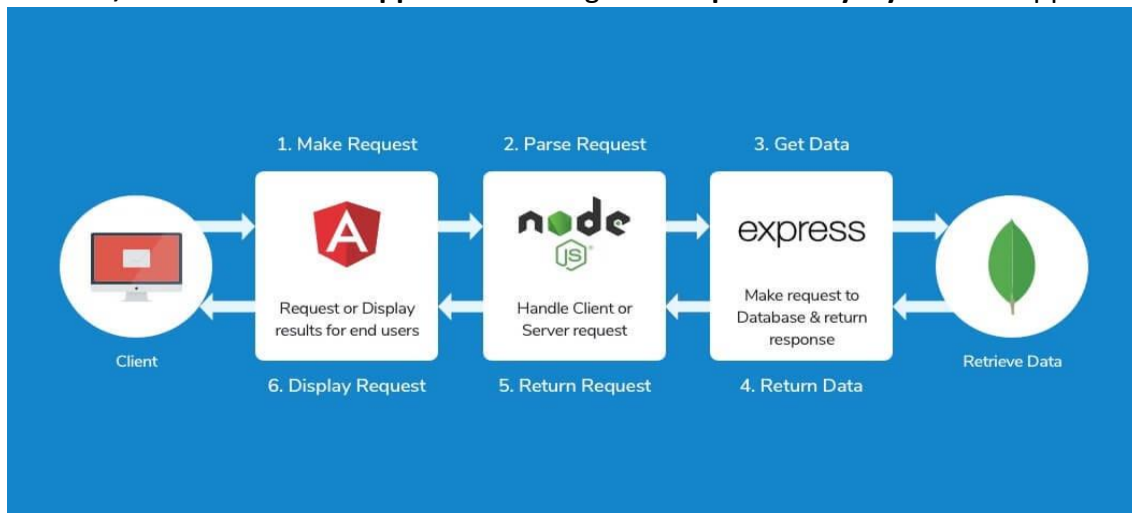 1. Make Request
2. Parse Request
3. Get Data
node
JS
express
Request or Display
results for end users
Handle Client or
Server request
Make request to
Database & return
response
Client
Retrieve Data
6. Display Request
5. Return Request
4. Return Data